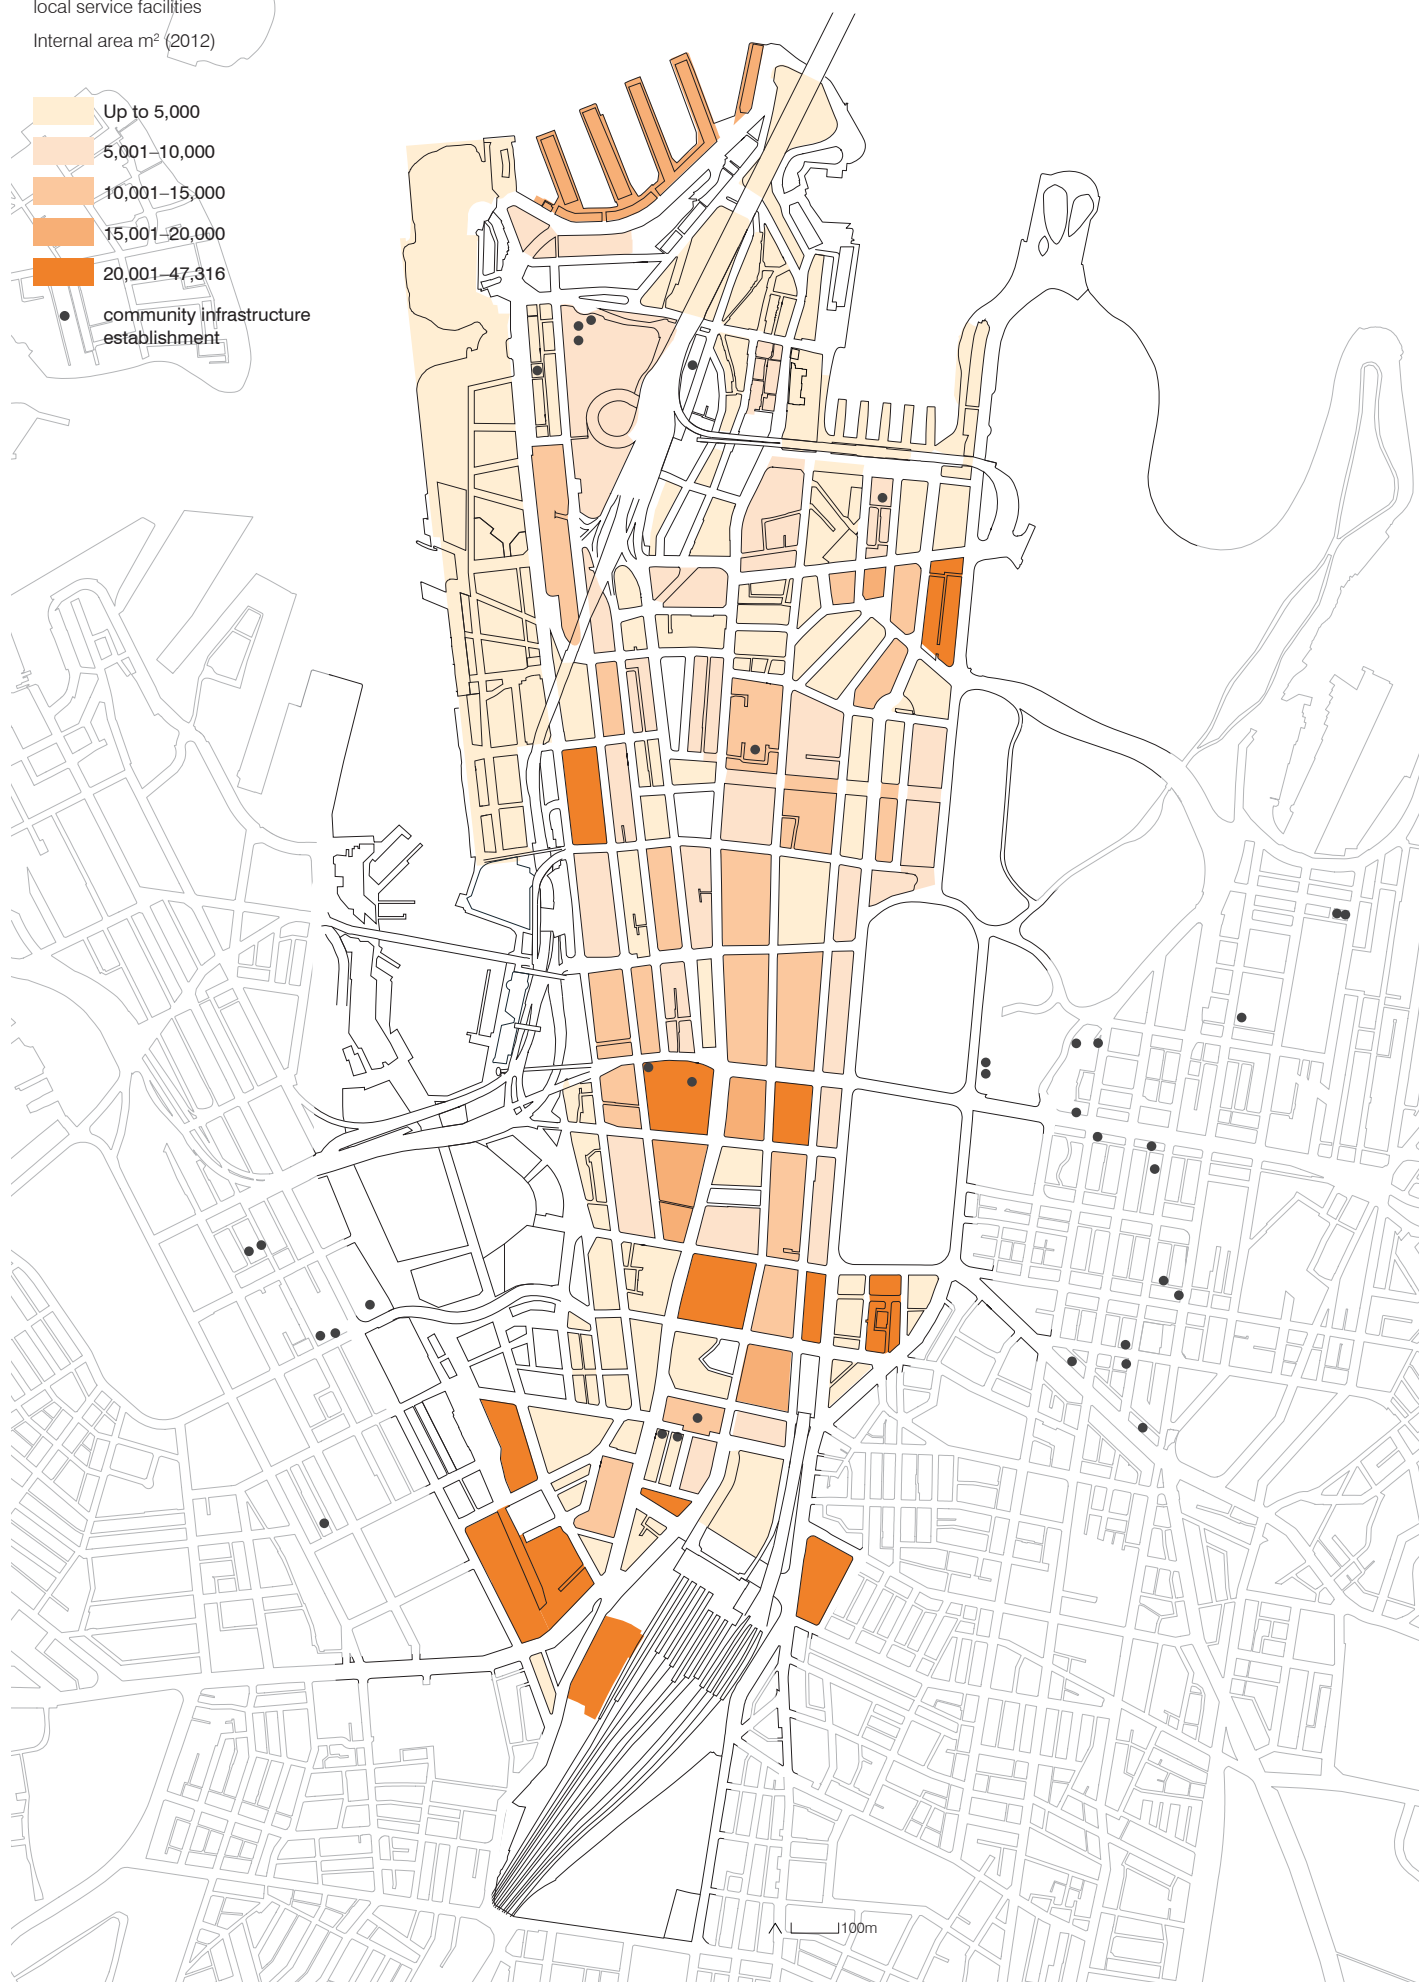 local service facilities
Internal area m² (2012)
Up to 5,000
5,001–10,000
10,001–15,000
15,001–20,000
20,001–47,316
community infrastructure
establishment
100m